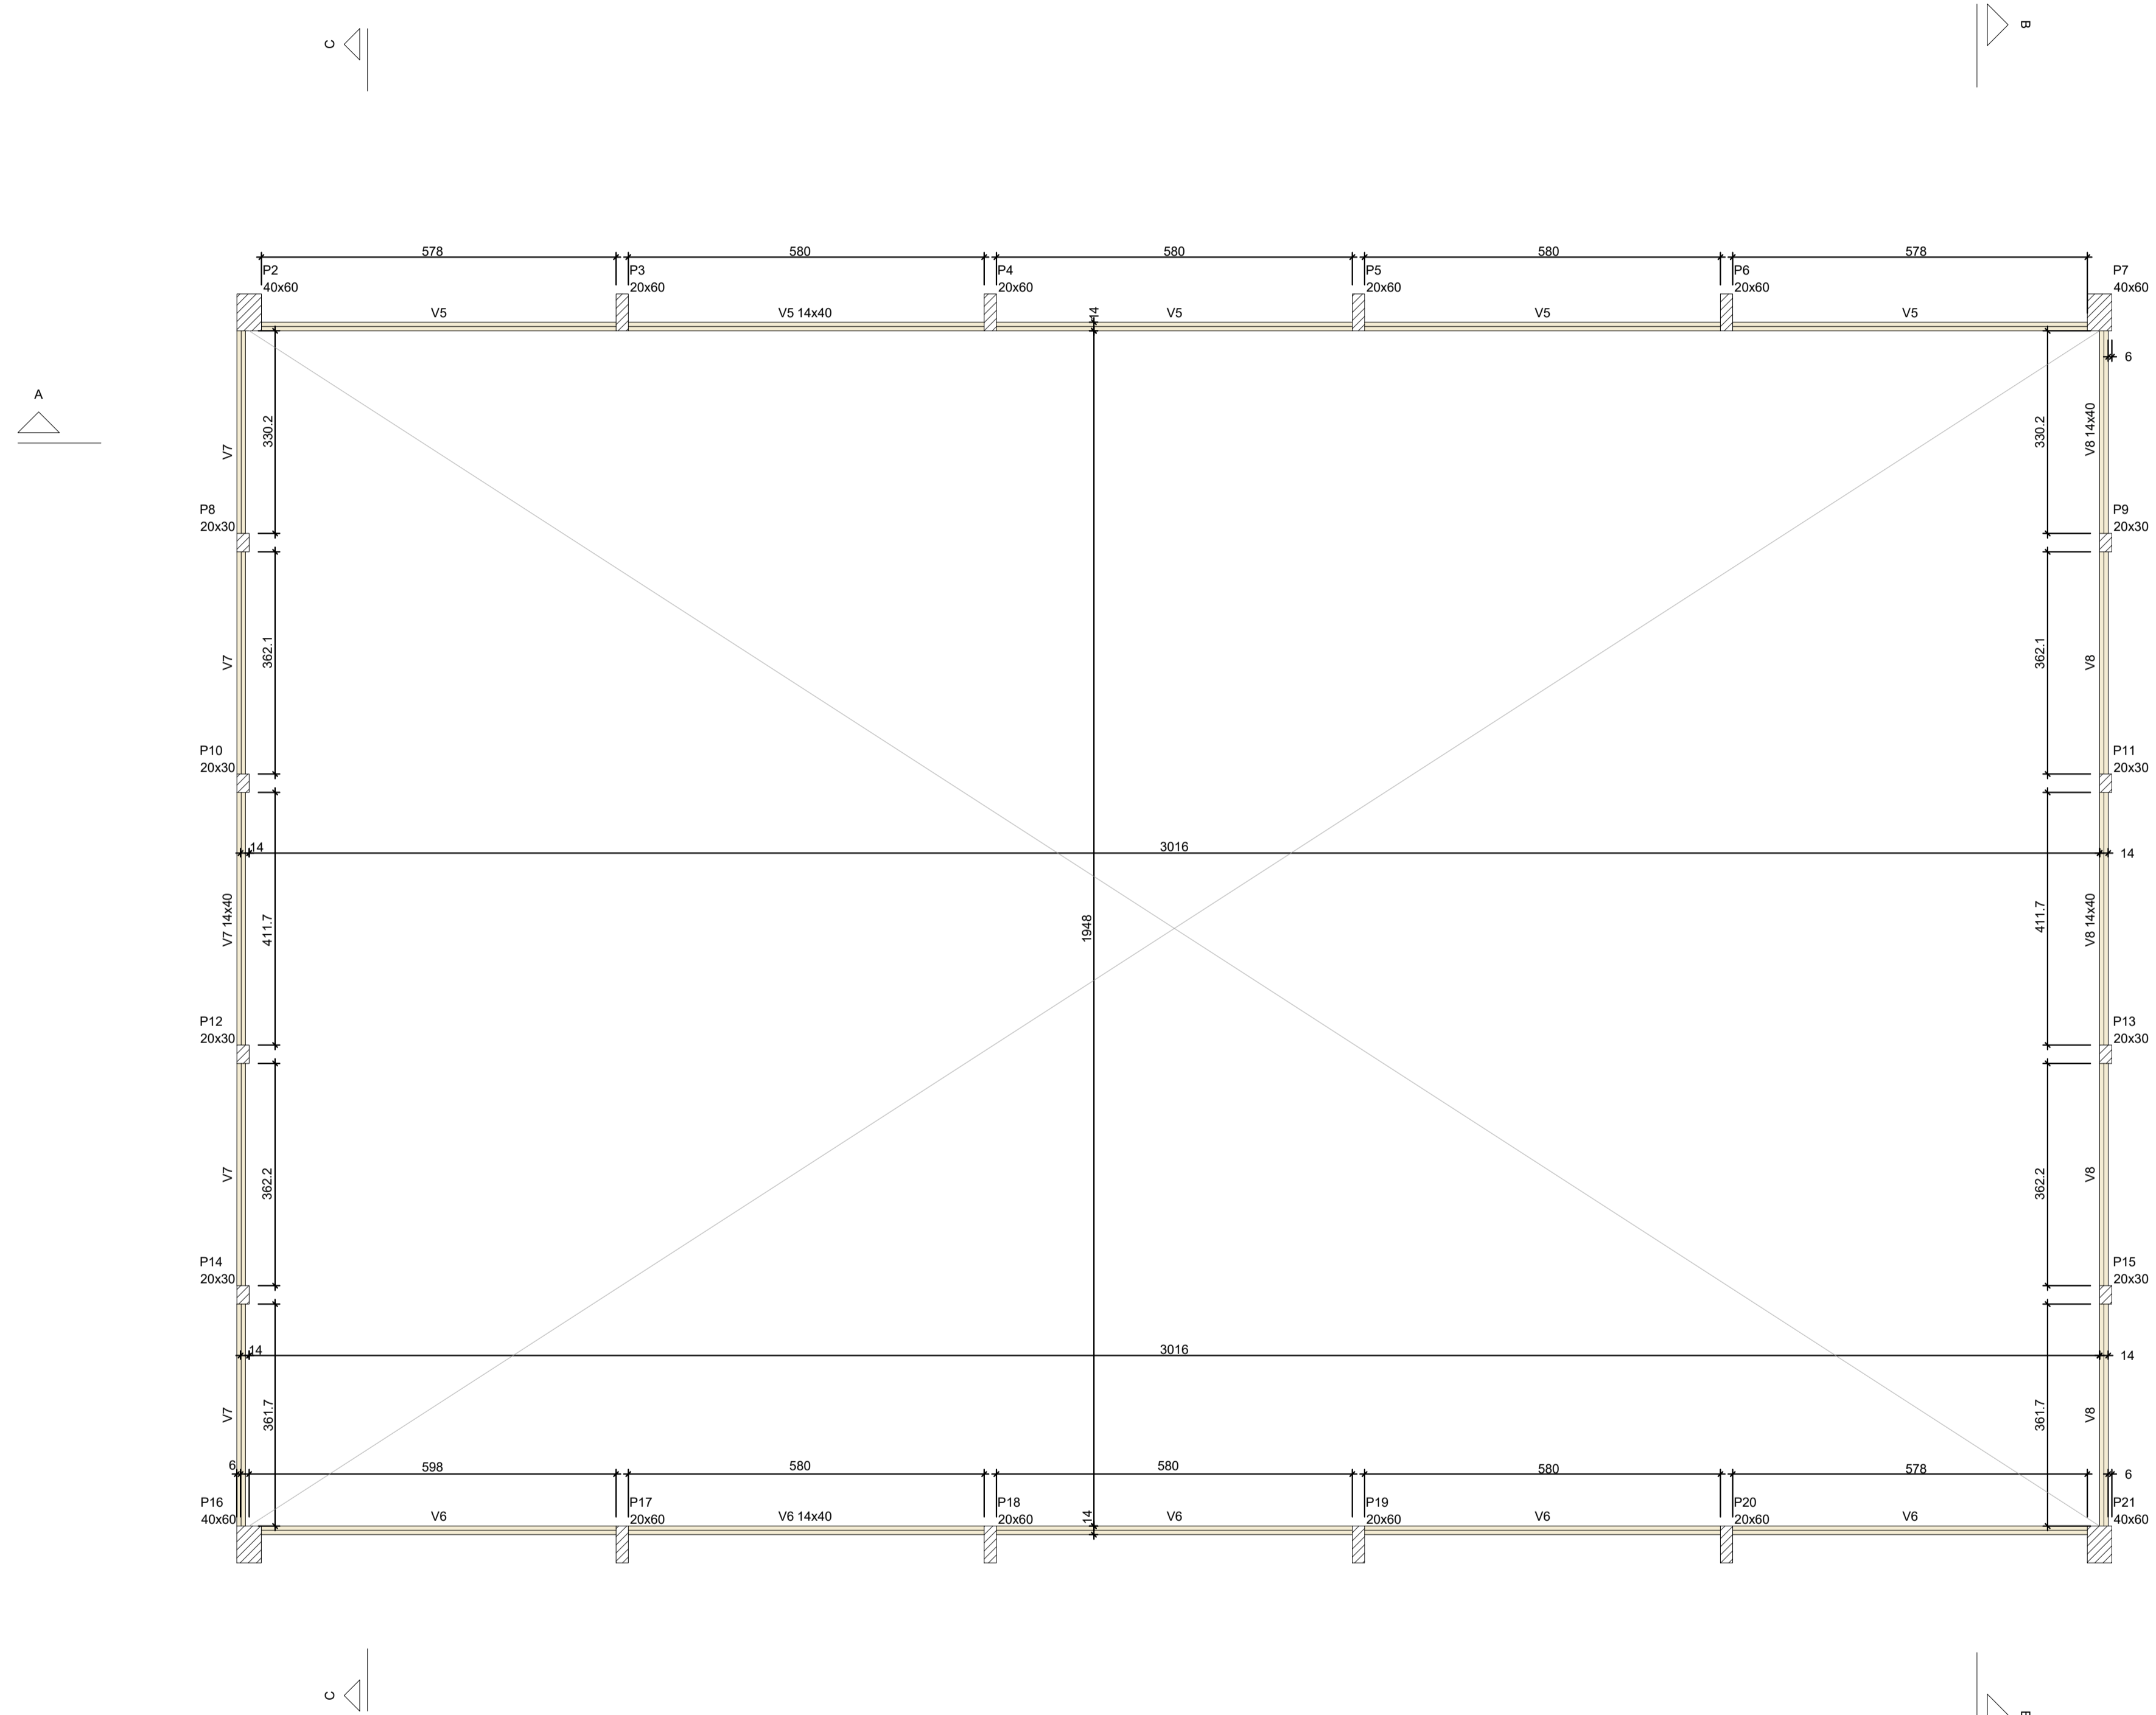 C
B
578
580
580
580
578
P2
40x60
P3
20x60
P4
20x60
P5
20x60
P6
20x60
P7
40x60
V5
V5 14x40
14
V5
V5
V5
6
A
V7
330.2
330.2
V8 14x40
P8
20x30
P9
20x30
V7
362.1
362.1
V8
P10
20x30
P11
20x30
14
3016
14
V7 14x40
411.7
1948
411.7
V8 14x40
P12
20x30
P13
20x30
V7
362.2
362.2
V8
P14
20x30
P15
20x30
14
3016
14
V7
361.7
361.7
V8
6
598
580
580
580
578
6
P16
40x60
P17
20x60
P18
20x60
P19
20x60
P20
20x60
P21
40x60
V6
V6 14x40
14
V6
V6
V6
C